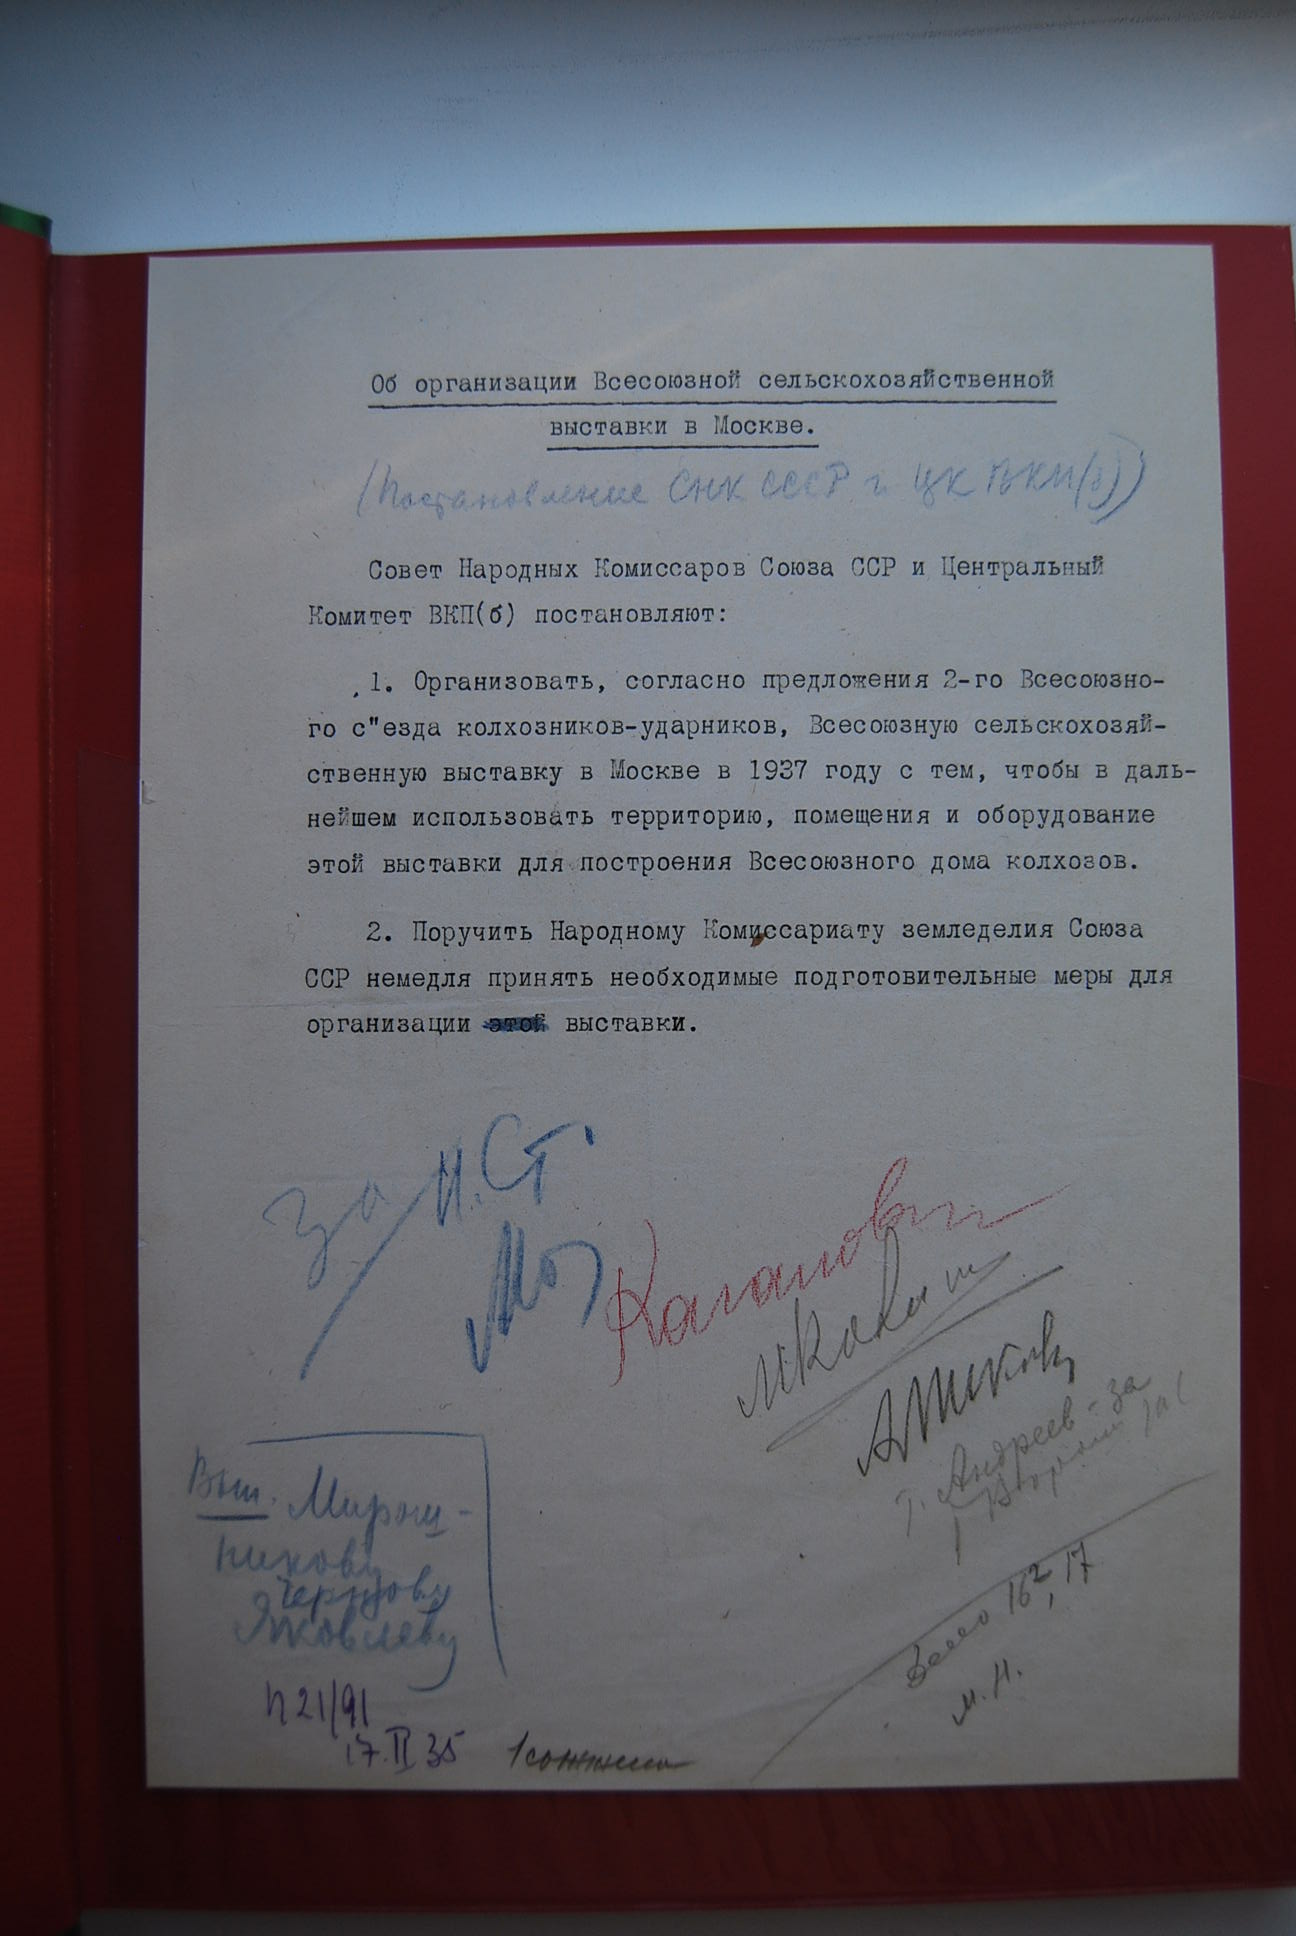 Об организации Всесоюзной сельскохозяйственной
выставки в Москве.
(Постановление СНК СССР и ЦК ВКП(б))
Совет Народных Комиссаров Союза ССР и Центральный
Комитет ВКП(б) постановляют:
1. Организовать, согласно предложения 2-го Всесоюзно-
го с"езда колхозников-ударников, Всесоюзную сельскохозяй-
ственную выставку в Москве в 1937 году с тем, чтобы в даль-
нейшем использовать территорию, помещения и оборудование
этой выставки для построения Всесоюзного дома колхозов.
2. Поручить Народному Комиссариату земледелия Союза
ССР немедля принять необходимые подготовительные меры для
организации этой выставки.
За И.Ст.
Мол
Каганович
МКалинин
АМикоян
т. Андреев - за
Вып. Мирош-
никову
Чернову
Яковлеву
П 21/91
17.II 35